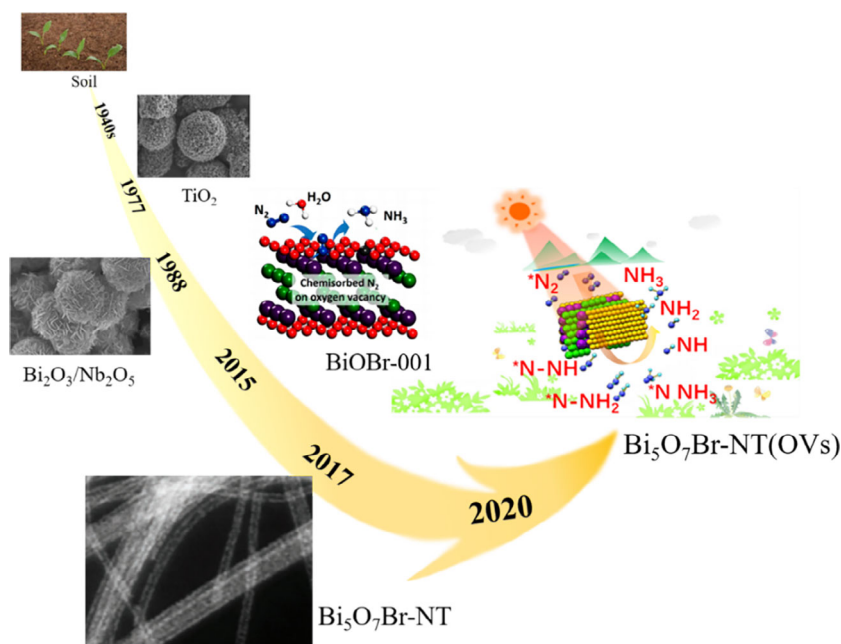 Soil
1940s
TiO₂
1977
N₂
H₂O
NH₃
Chemisorbed N₂
on oxygen vacancy
BiOBr-001
1988
Bi₂O₃/Nb₂O₅
2015
*N₂
NH₃
NH₂
NH
*N-NH
*N-NH₂
*N NH₃
Bi₅O₇Br-NT(OVs)
2017
2020
Bi₅O₇Br-NT